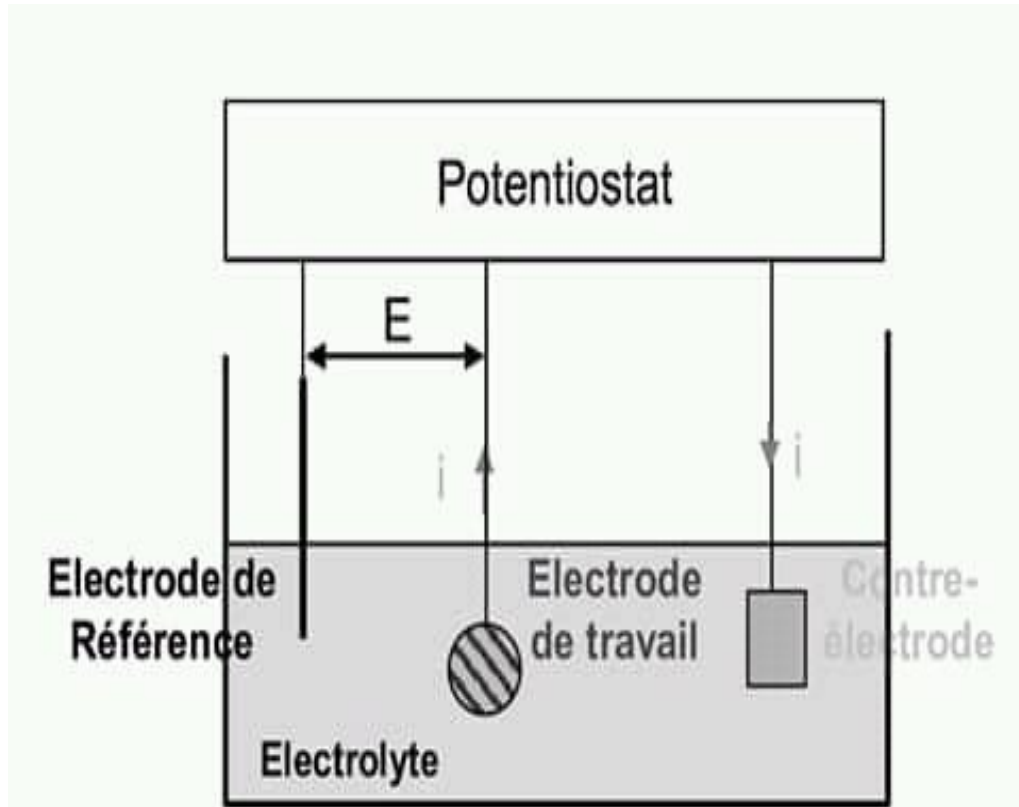 Potentiostat
E
i
i
Electrode de
Référence
Electrode
de travail
Contre-
électrode
Electrolyte